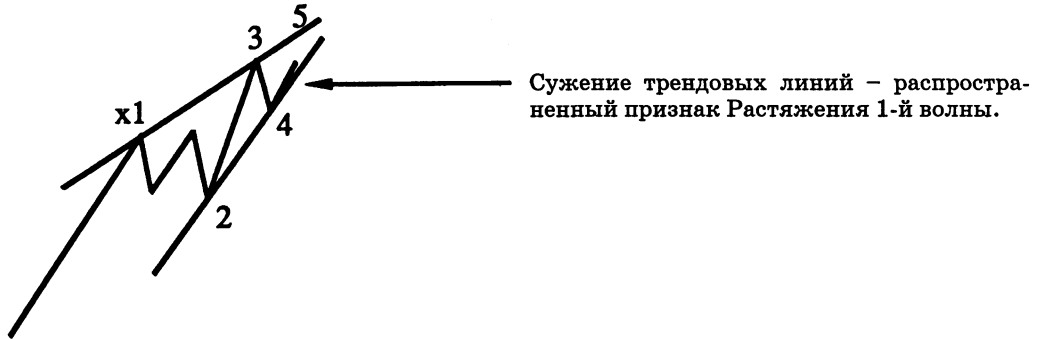 5
3
x1
4
2
Сужение трендовых линий – распростра-
ненный признак Растяжения 1-й волны.